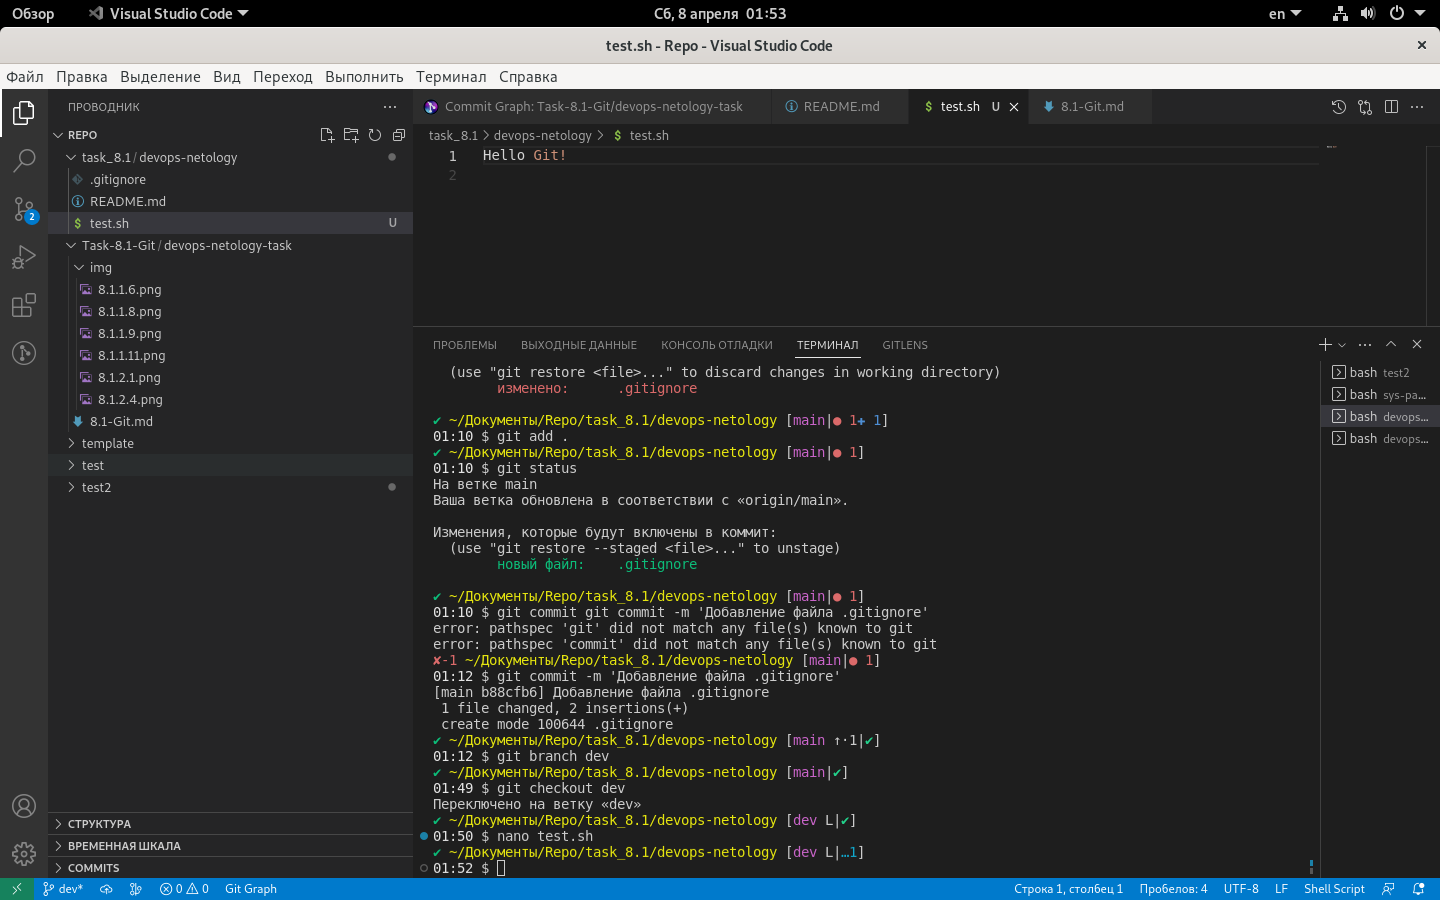 Обзор Visual Studio Code Сб, 8 апреля 01:53 en
test.sh - Repo - Visual Studio Code
Файл Правка Выделение Вид Переход Выполнить Терминал Справка
ПРОВОДНИК
Commit Graph: Task-8.1-Git/devops-netology-task README.md $ test.sh U 8.1-Git.md
REPO
task_8.1 > devops-netology > $ test.sh
task_8.1 / devops-netology
.gitignore
README.md
$ test.sh U
Task-8.1-Git / devops-netology-task
img
8.1.1.6.png
8.1.1.8.png
8.1.1.9.png
8.1.1.11.png
8.1.2.1.png
8.1.2.4.png
8.1-Git.md
template
test
test2
СТРУКТУРА
ВРЕМЕННАЯ ШКАЛА
COMMITS
2
1 Hello Git!
2
ПРОБЛЕМЫ ВЫХОДНЫЕ ДАННЫЕ КОНСОЛЬ ОТЛАДКИ ТЕРМИНАЛ GITLENS
(use "git restore <file>..." to discard changes in working directory)
изменено: .gitignore
✔ ~/Документы/Repo/task_8.1/devops-netology [main|● 1✚ 1]
01:10 $ git add .
✔ ~/Документы/Repo/task_8.1/devops-netology [main|● 1]
01:10 $ git status
На ветке main
Ваша ветка обновлена в соответствии с «origin/main».
Изменения, которые будут включены в коммит:
(use "git restore --staged <file>..." to unstage)
новый файл: .gitignore
✔ ~/Документы/Repo/task_8.1/devops-netology [main|● 1]
01:10 $ git commit git commit -m 'Добавление файла .gitignore'
error: pathspec 'git' did not match any file(s) known to git
error: pathspec 'commit' did not match any file(s) known to git
✘-1 ~/Документы/Repo/task_8.1/devops-netology [main|● 1]
01:12 $ git commit -m 'Добавление файла .gitignore'
[main b88cfb6] Добавление файла .gitignore
1 file changed, 2 insertions(+)
create mode 100644 .gitignore
✔ ~/Документы/Repo/task_8.1/devops-netology [main ↑·1|✔]
01:12 $ git branch dev
✔ ~/Документы/Repo/task_8.1/devops-netology [main|✔]
01:49 $ git checkout dev
Переключено на ветку «dev»
✔ ~/Документы/Repo/task_8.1/devops-netology [dev L|✔]
01:50 $ nano test.sh
✔ ~/Документы/Repo/task_8.1/devops-netology [dev L|…1]
01:52 $
bash test2
bash sys-pa...
bash devops...
bash devops...
dev* 0 0 Git Graph Строка 1, столбец 1 Пробелов: 4 UTF-8 LF Shell Script